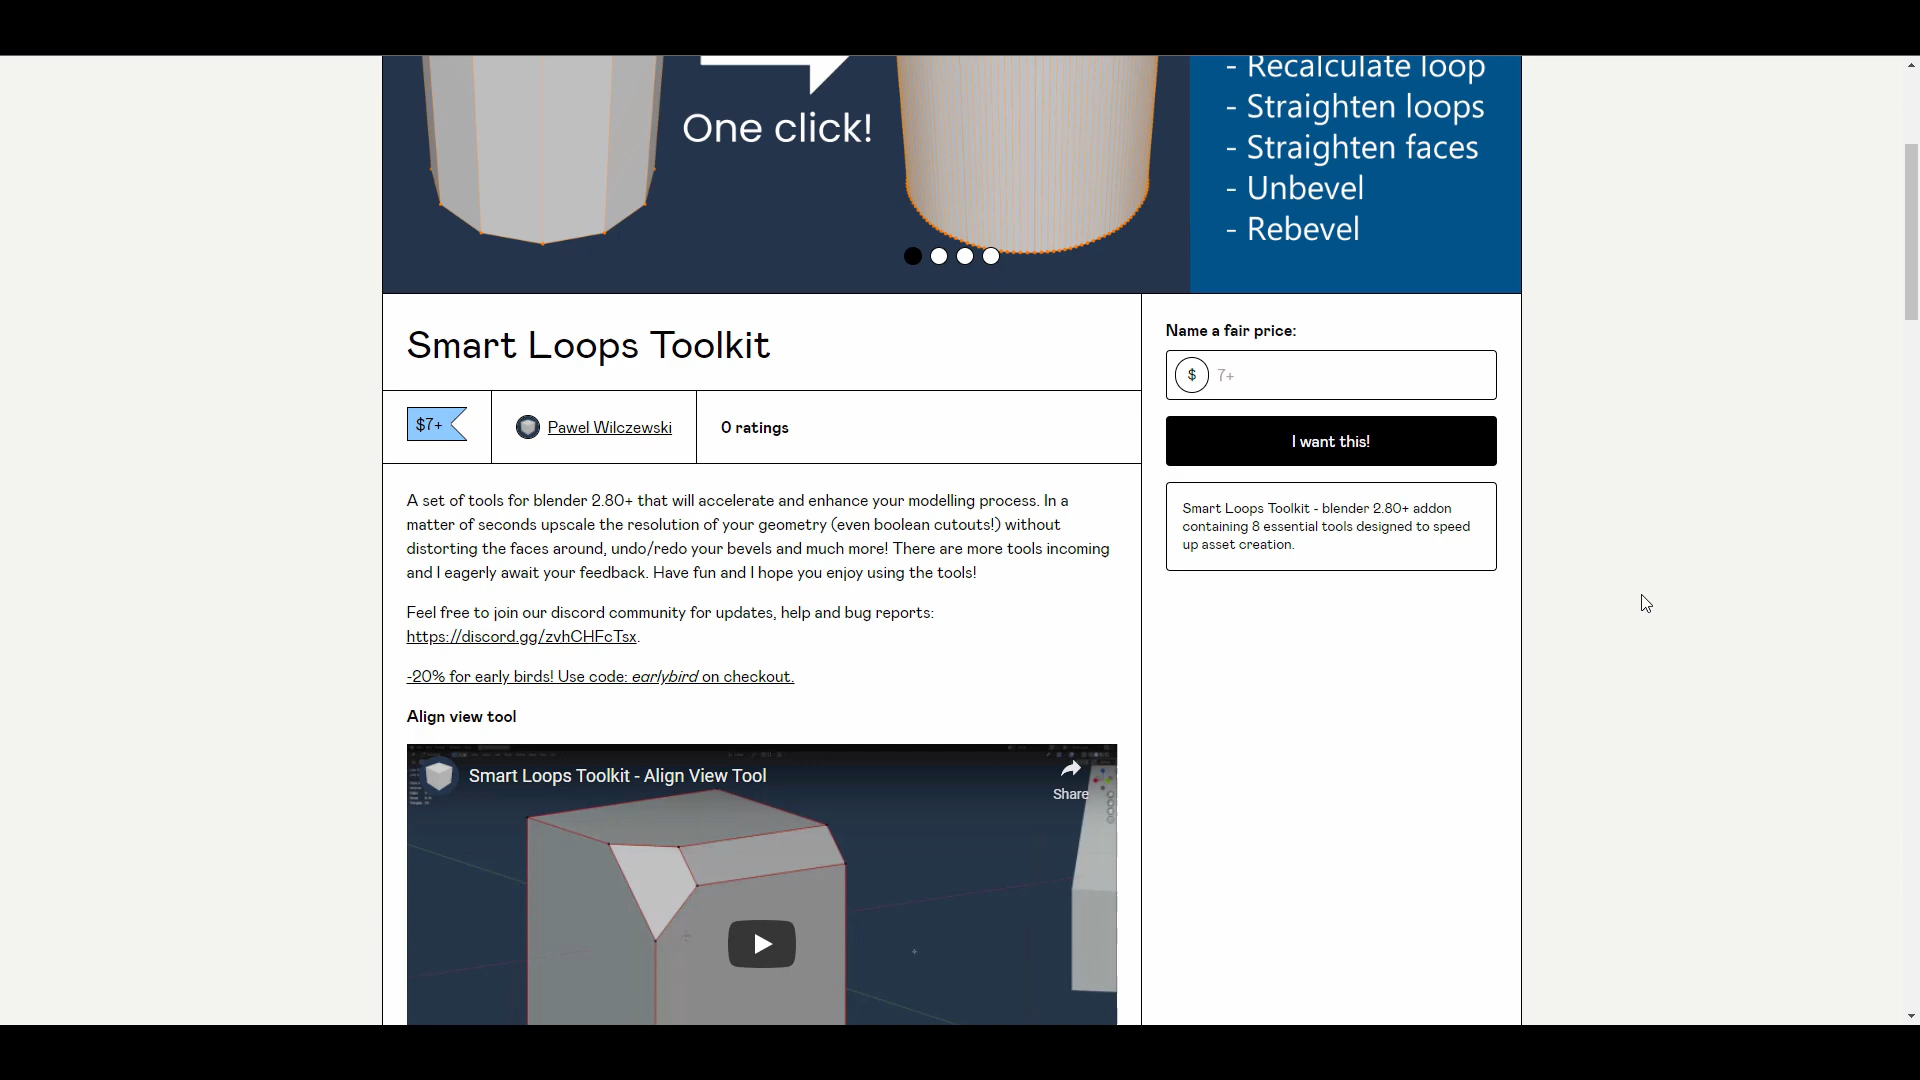 One click!
- Recalculate loop
- Straighten loops
- Straighten faces
- Unbevel
- Rebevel
Smart Loops Toolkit
$7+
Pawel Wilczewski
0 ratings
Name a fair price:
$ 7+
I want this!
Smart Loops Toolkit - blender 2.80+ addon
containing 8 essential tools designed to speed
up asset creation.
A set of tools for blender 2.80+ that will accelerate and enhance your modelling process. In a
matter of seconds upscale the resolution of your geometry (even boolean cutouts!) without
distorting the faces around, undo/redo your bevels and much more! There are more tools incoming
and I eagerly await your feedback. Have fun and I hope you enjoy using the tools!
Feel free to join our discord community for updates, help and bug reports:
https://discord.gg/zvhCHFcTsx.
-20% for early birds! Use code: earlybird on checkout.
Align view tool
Smart Loops Toolkit - Align View Tool
Share